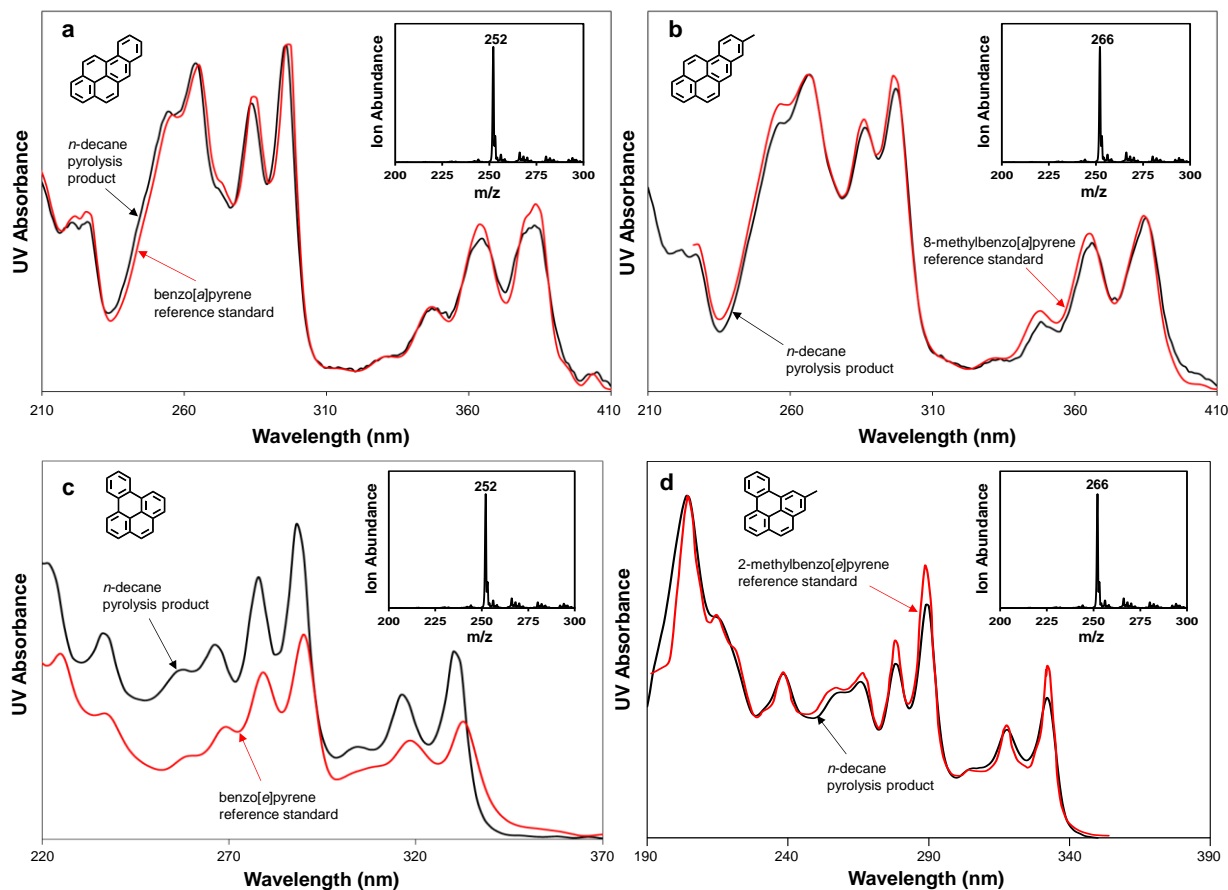 a
252
Ion Abundance
200 225 250 275 300
m/z
n-decane
pyrolysis
product
benzo[a]pyrene
reference standard
UV Absorbance
210 260 310 360 410
Wavelength (nm)
b
266
Ion Abundance
200 225 250 275 300
m/z
8-methylbenzo[a]pyrene
reference standard
n-decane
pyrolysis product
UV Absorbance
210 260 310 360 410
Wavelength (nm)
c
252
Ion Abundance
200 225 250 275 300
m/z
n-decane
pyrolysis product
benzo[e]pyrene
reference standard
UV Absorbance
220 270 320 370
Wavelength (nm)
d
266
Ion Abundance
200 225 250 275 300
m/z
2-methylbenzo[e]pyrene
reference standard
n-decane
pyrolysis product
UV Absorbance
190 240 290 340 390
Wavelength (nm)